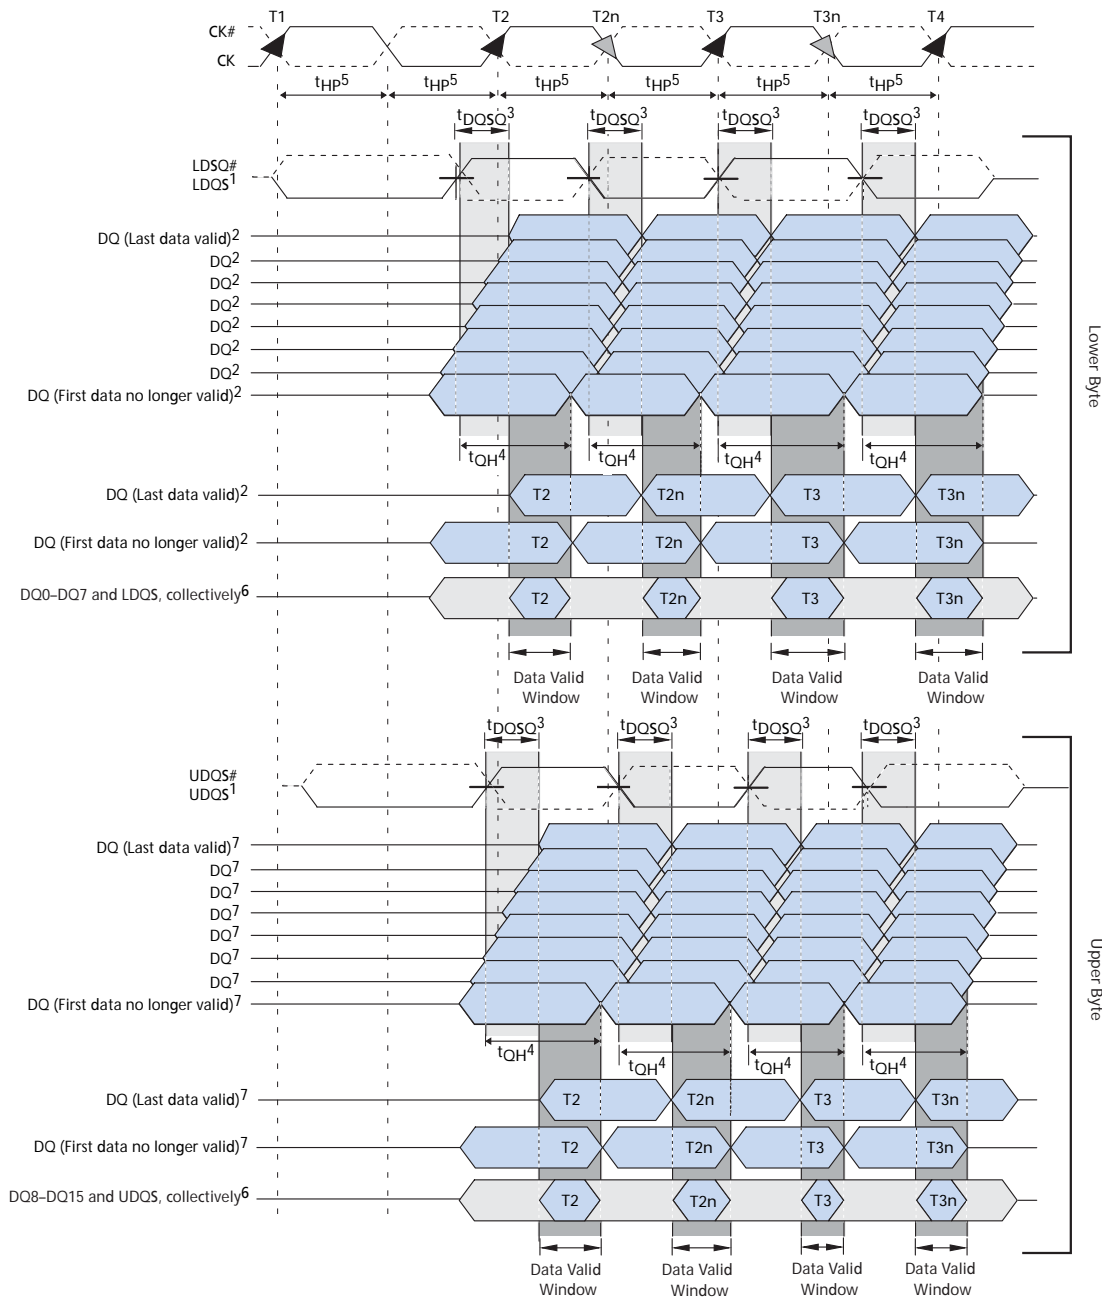 T1 T2 T2n T3 T3n T4
CK#
CK
tHP5 tHP5 tHP5 tHP5 tHP5 tHP5
tDQSQ3 tDQSQ3 tDQSQ3 tDQSQ3
LDSQ#
LDQS1
DQ (Last data valid)2
DQ2
DQ2
DQ2
DQ2
DQ2
DQ2
DQ (First data no longer valid)2
tQH4 tQH4 tQH4 tQH4
DQ (Last data valid)2 T2 T2n T3 T3n
DQ (First data no longer valid)2 T2 T2n T3 T3n
DQ0–DQ7 and LDQS, collectively6 T2 T2n T3 T3n
Data Valid Window Data Valid Window Data Valid Window Data Valid Window
Lower Byte
tDQSQ3 tDQSQ3 tDQSQ3 tDQSQ3
UDQS#
UDQS1
DQ (Last data valid)7
DQ7
DQ7
DQ7
DQ7
DQ7
DQ7
DQ (First data no longer valid)7
tQH4 tQH4 tQH4 tQH4
DQ (Last data valid)7 T2 T2n T3 T3n
DQ (First data no longer valid)7 T2 T2n T3 T3n
DQ8–DQ15 and UDQS, collectively6 T2 T2n T3 T3n
Data Valid Window Data Valid Window Data Valid Window Data Valid Window
Upper Byte